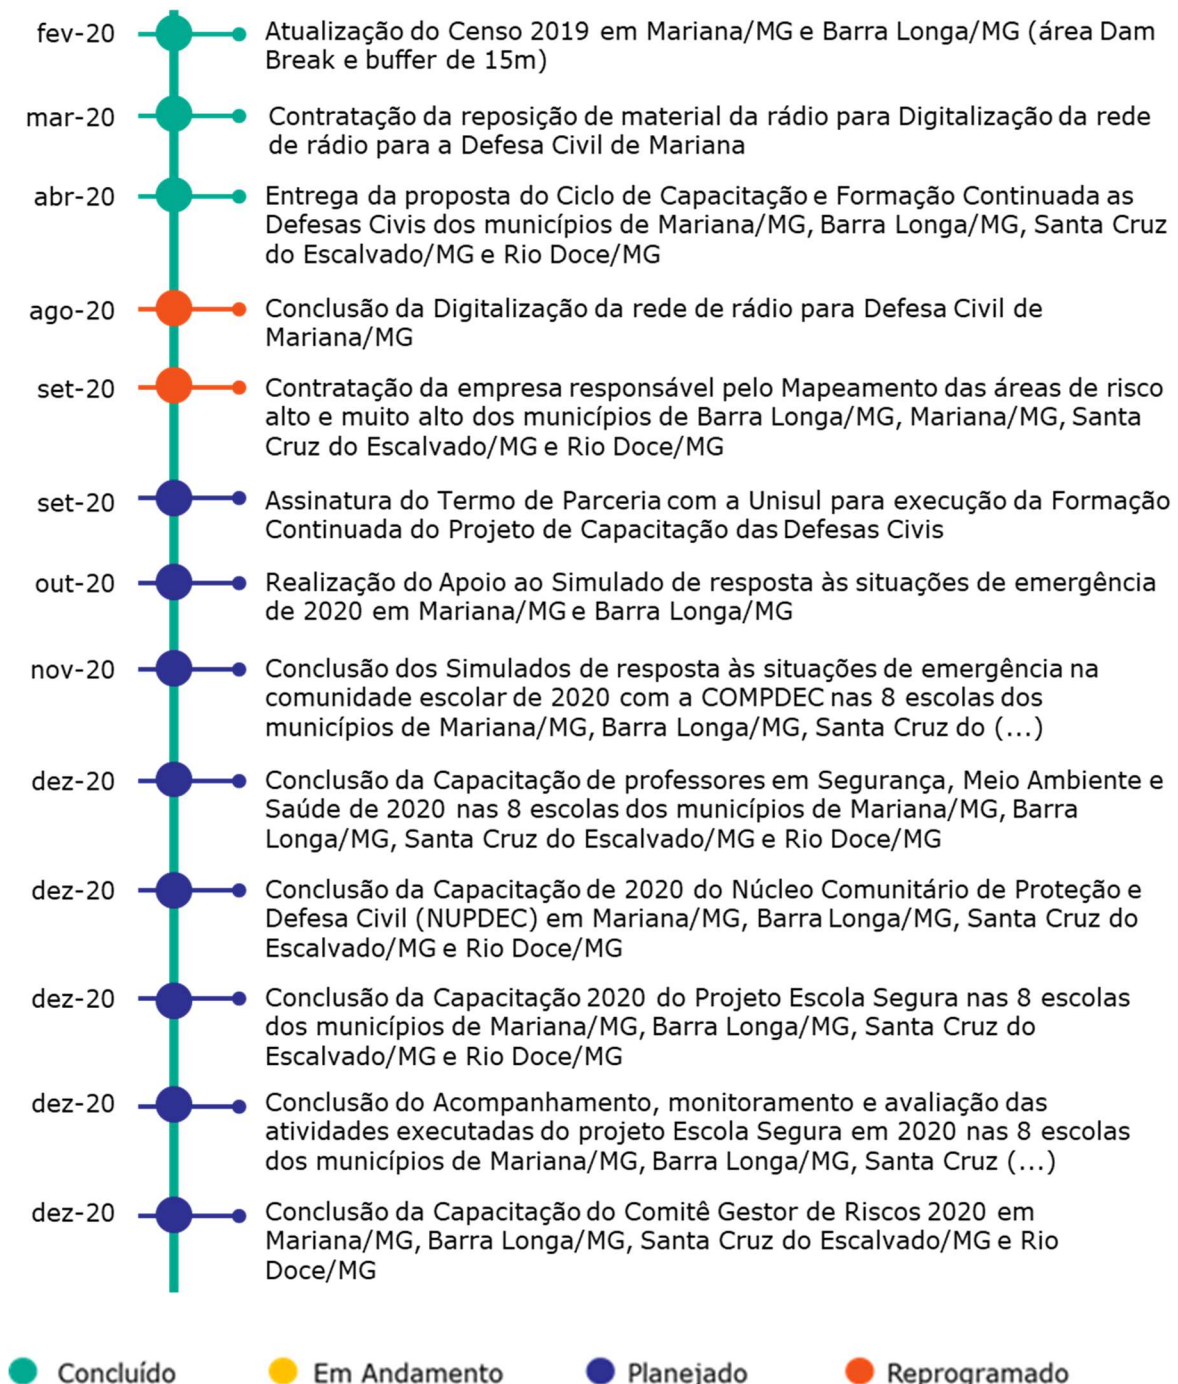 fev-20
Atualização do Censo 2019 em Mariana/MG e Barra Longa/MG (área Dam
Break e buffer de 15m)
mar-20
Contratação da reposição de material da rádio para Digitalização da rede
de rádio para a Defesa Civil de Mariana
abr-20
Entrega da proposta do Ciclo de Capacitação e Formação Continuada as
Defesas Civis dos municípios de Mariana/MG, Barra Longa/MG, Santa Cruz
do Escalvado/MG e Rio Doce/MG
ago-20
Conclusão da Digitalização da rede de rádio para Defesa Civil de
Mariana/MG
set-20
Contratação da empresa responsável pelo Mapeamento das áreas de risco
alto e muito alto dos municípios de Barra Longa/MG, Mariana/MG, Santa
Cruz do Escalvado/MG e Rio Doce/MG
set-20
Assinatura do Termo de Parceria com a Unisul para execução da Formação
Continuada do Projeto de Capacitação das Defesas Civis
out-20
Realização do Apoio ao Simulado de resposta às situações de emergência
de 2020 em Mariana/MG e Barra Longa/MG
nov-20
Conclusão dos Simulados de resposta às situações de emergência na
comunidade escolar de 2020 com a COMPDEC nas 8 escolas dos
municípios de Mariana/MG, Barra Longa/MG, Santa Cruz do (...)
dez-20
Conclusão da Capacitação de professores em Segurança, Meio Ambiente e
Saúde de 2020 nas 8 escolas dos municípios de Mariana/MG, Barra
Longa/MG, Santa Cruz do Escalvado/MG e Rio Doce/MG
dez-20
Conclusão da Capacitação de 2020 do Núcleo Comunitário de Proteção e
Defesa Civil (NUPDEC) em Mariana/MG, Barra Longa/MG, Santa Cruz do
Escalvado/MG e Rio Doce/MG
dez-20
Conclusão da Capacitação 2020 do Projeto Escola Segura nas 8 escolas
dos municípios de Mariana/MG, Barra Longa/MG, Santa Cruz do
Escalvado/MG e Rio Doce/MG
dez-20
Conclusão do Acompanhamento, monitoramento e avaliação das
atividades executadas do projeto Escola Segura em 2020 nas 8 escolas
dos municípios de Mariana/MG, Barra Longa/MG, Santa Cruz (...)
dez-20
Conclusão da Capacitação do Comitê Gestor de Riscos 2020 em
Mariana/MG, Barra Longa/MG, Santa Cruz do Escalvado/MG e Rio
Doce/MG
Concluído Em Andamento Planejado Reprogramado